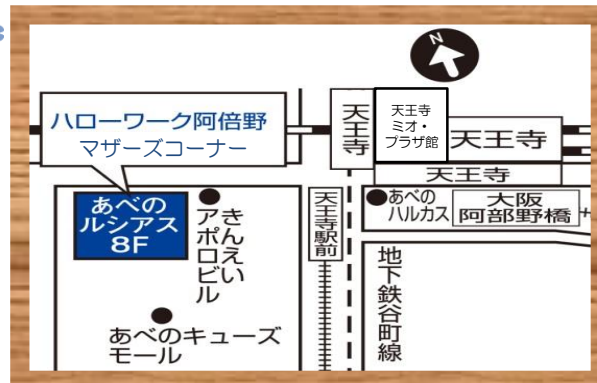 N
ハローワーク阿倍野
マザーズコーナー
天王寺
天王寺
ミオ・
プラザ館
天王寺
天王寺
あべの
ルシアス
8F
きんえい
アポロビル
天王寺駅前
あべの
ハルカス
大阪
阿部野橋
地下鉄谷町線
あべのキューズ
モール